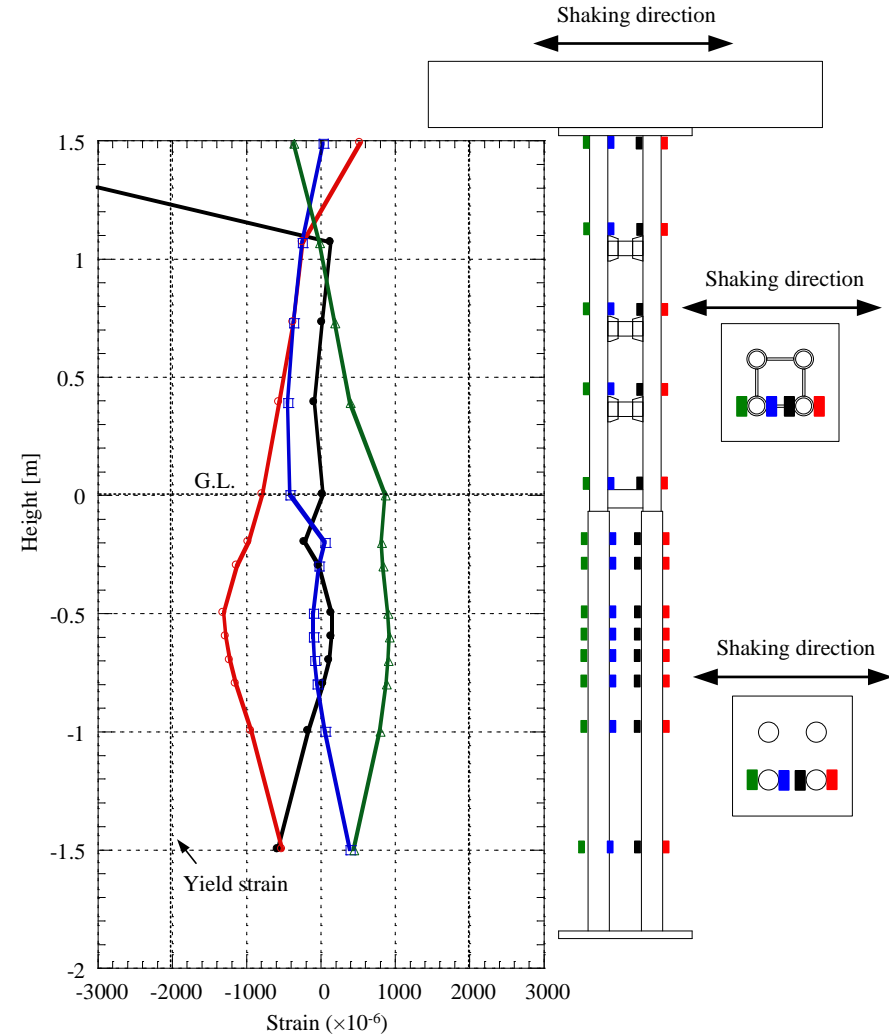 Shaking direction
1.5
1
0.5
0
-0.5
-1
-1.5
-2
Height [m]
G.L.
Yield strain
-3000 -2000 -1000 0 1000 2000 3000
Strain (×10⁻⁶)
Shaking direction
Shaking direction